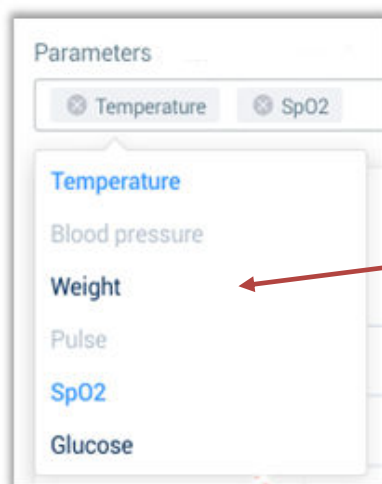 Parameters
Temperature SpO2
Temperature
Blood pressure
Weight
Pulse
SpO2
Glucose